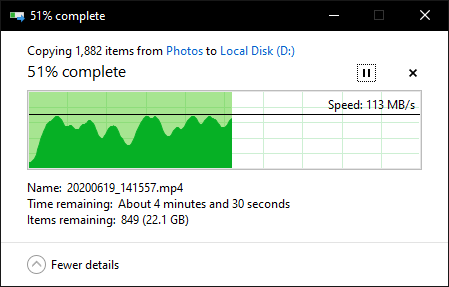 51% complete
Copying 1,882 items from Photos to Local Disk (D:)
51% complete
Speed: 113 MB/s
Name: 20200619_141557.mp4
Time remaining: About 4 minutes and 30 seconds
Items remaining: 849 (22.1 GB)
Fewer details